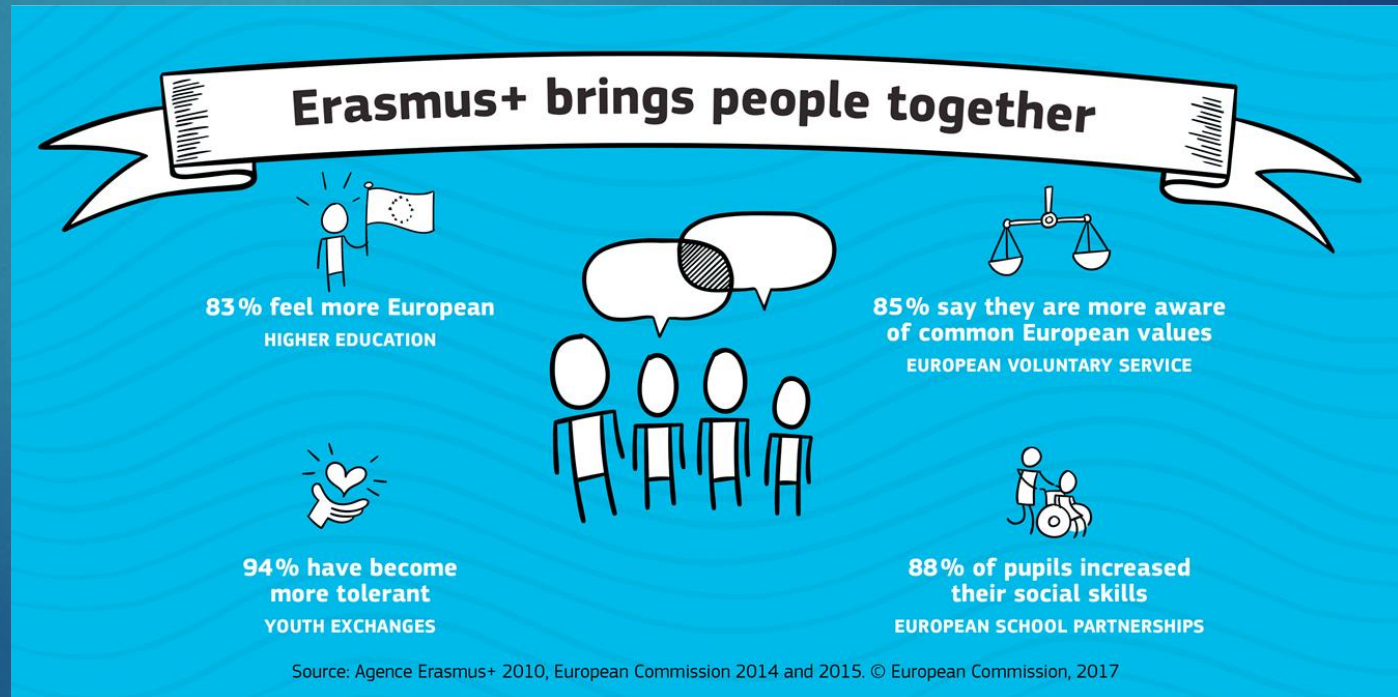 Erasmus+ brings people together
83% feel more European
HIGHER EDUCATION
85% say they are more aware
of common European values
EUROPEAN VOLUNTARY SERVICE
94% have become
more tolerant
YOUTH EXCHANGES
88% of pupils increased
their social skills
EUROPEAN SCHOOL PARTNERSHIPS
Source: Agence Erasmus+ 2010, European Commission 2014 and 2015. © European Commission, 2017